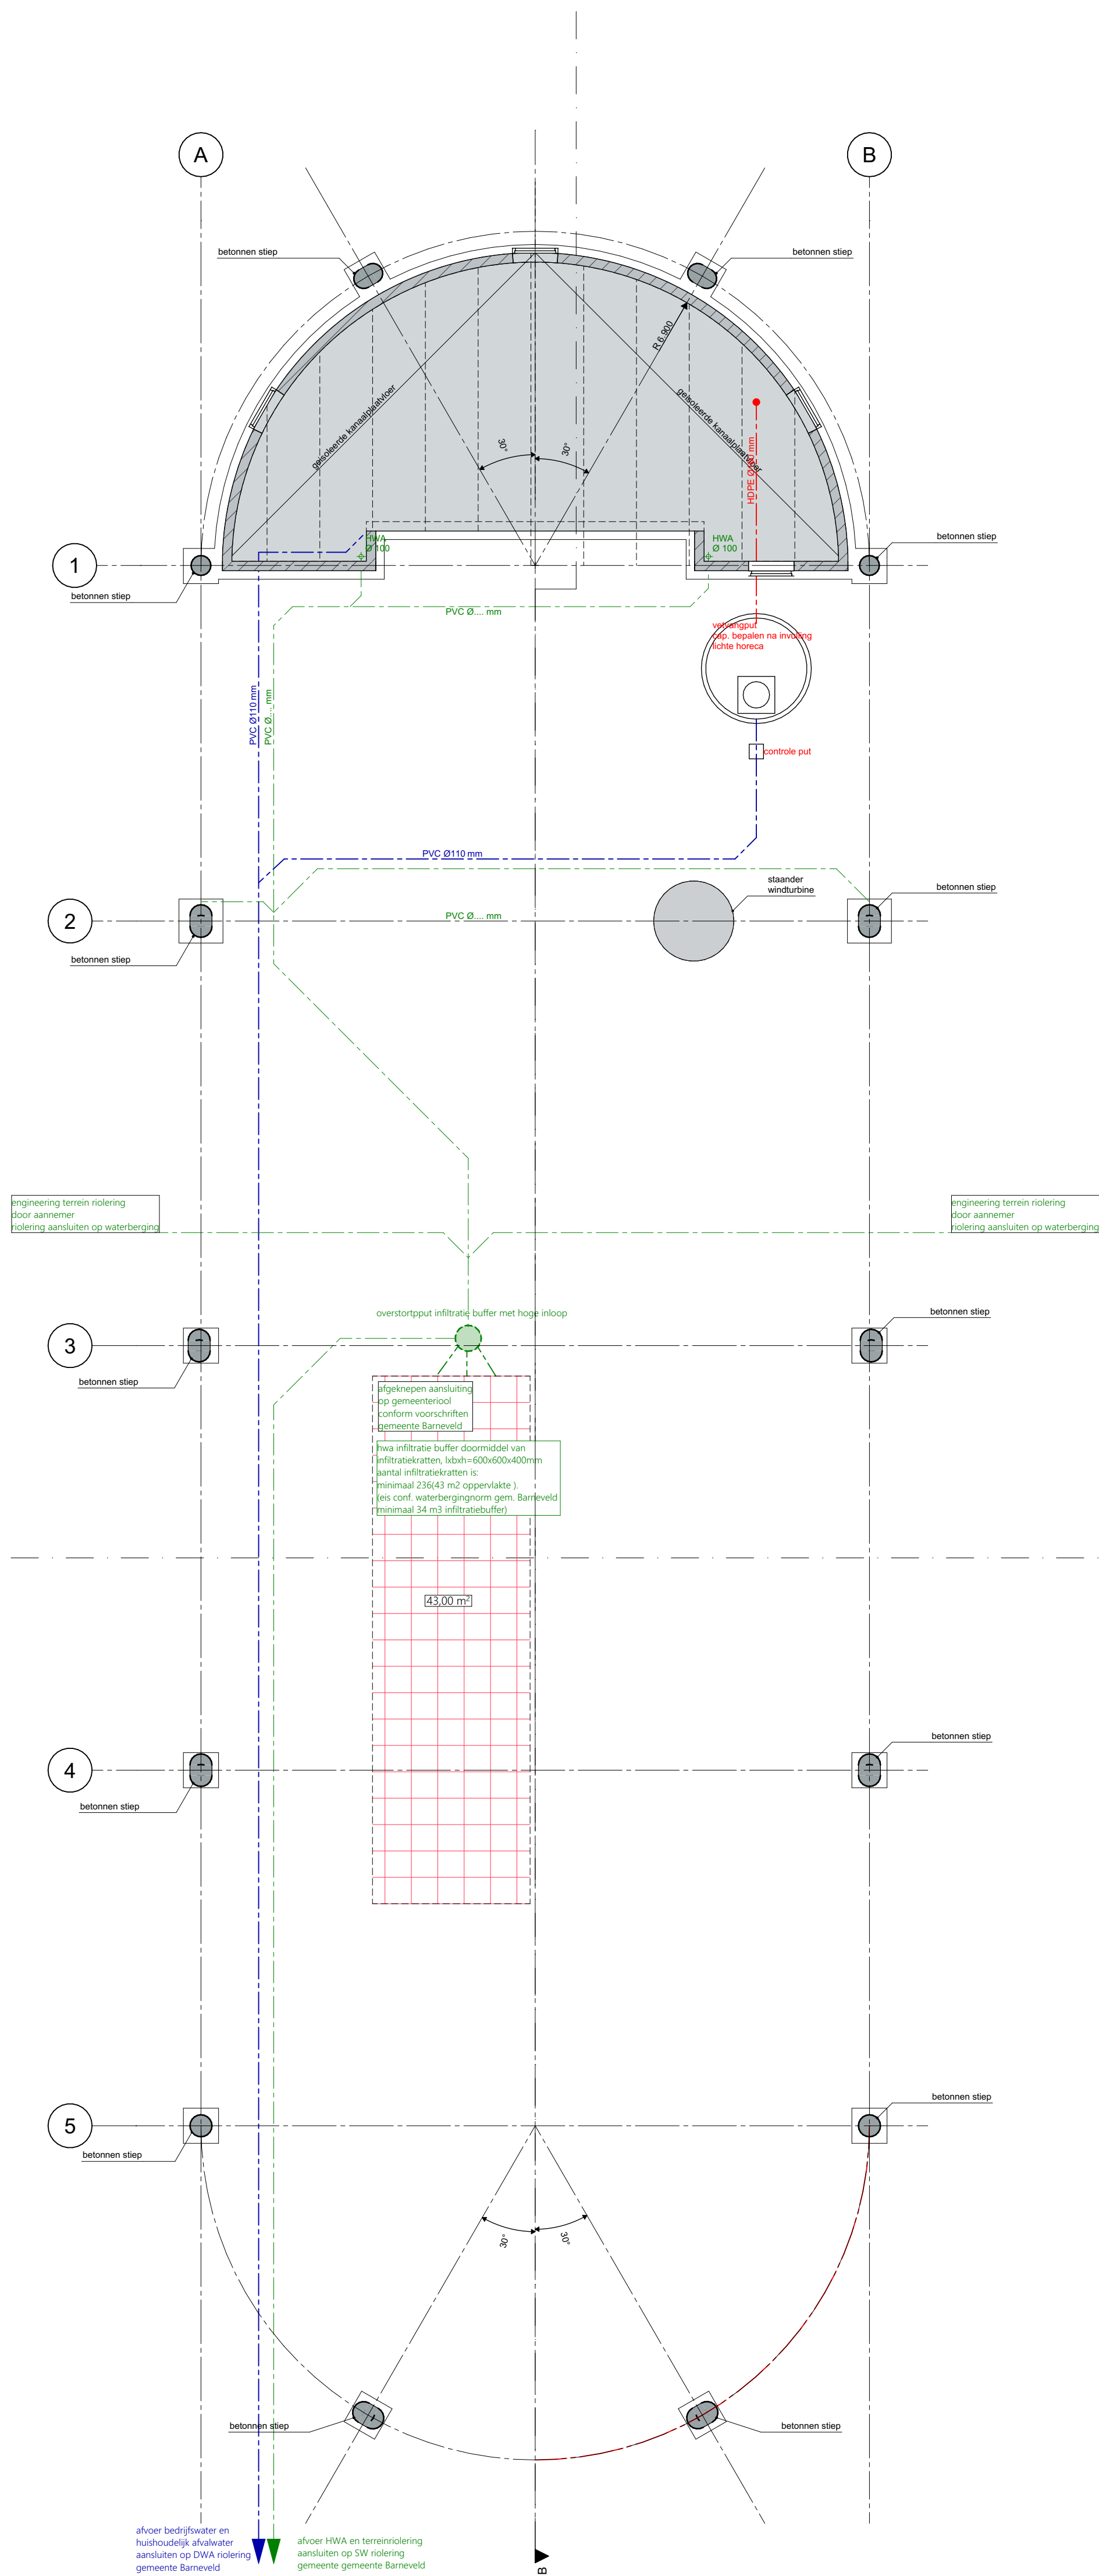 A
B
betonnen stiep
betonnen stiep
R 6.900
geïsoleerde kanaalplaatvloer
geïsoleerde kanaalplaatvloer
30°
30°
HWA
Ø 100
HWA
Ø 100
1
betonnen stiep
betonnen stiep
PVC Ø.... mm
vetvangput
cap. bepalen na invulling
lichte horeca
PVC Ø110 mm
PVC Ø.... mm
controle put
PVC Ø110 mm
staander
windturbine
betonnen stiep
2
PVC Ø.... mm
betonnen stiep
engineering terrein riolering
door aannemer
riolering aansluiten op waterberging
engineering terrein riolering
door aannemer
riolering aansluiten op waterberging
overstortpput infiltratie buffer met hoge inloop
betonnen stiep
3
betonnen stiep
afgeknepen aansluiting
op gemeenteriool
conform voorschriften
gemeente Barneveld
hwa infiltratie buffer doormiddel van
infiltratiekratten, lxbxh=600x600x400mm
aantal infiltratiekratten is:
minimaal 236(43 m2 oppervlakte ).
(eis conf. waterbergingnorm gem. Barneveld
minimaal 34 m3 infiltratiebuffer)
43,00 m²
betonnen stiep
4
betonnen stiep
betonnen stiep
5
betonnen stiep
30°
30°
betonnen stiep
betonnen stiep
afvoer bedrijfswater en
huishoudelijk afvalwater
aansluiten op DWA riolering
gemeente Barneveld
afvoer HWA en terreinriolering
aansluiten op SW riolering
gemeente gemeente Barneveld
B